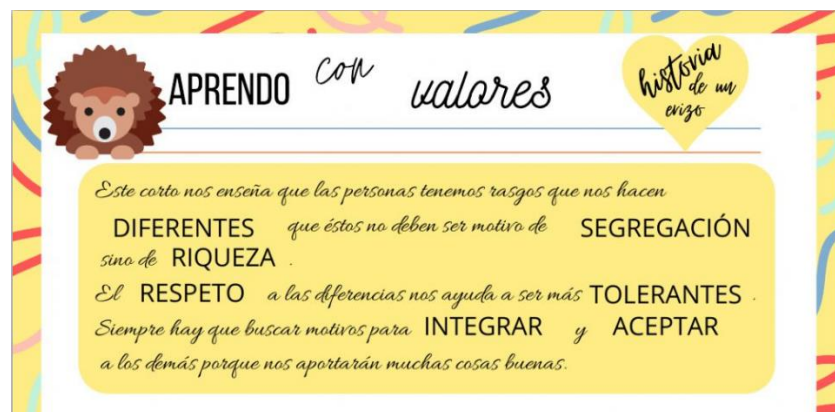 APRENDO con valores
historia
de un
erizo
Este corto nos enseña que las personas tenemos rasgos que nos hacen
DIFERENTES que éstos no deben ser motivo de SEGREGACIÓN
sino de RIQUEZA .
El RESPETO a las diferencias nos ayuda a ser más TOLERANTES .
Siempre hay que buscar motivos para INTEGRAR y ACEPTAR
a los demás porque nos aportarán muchas cosas buenas.